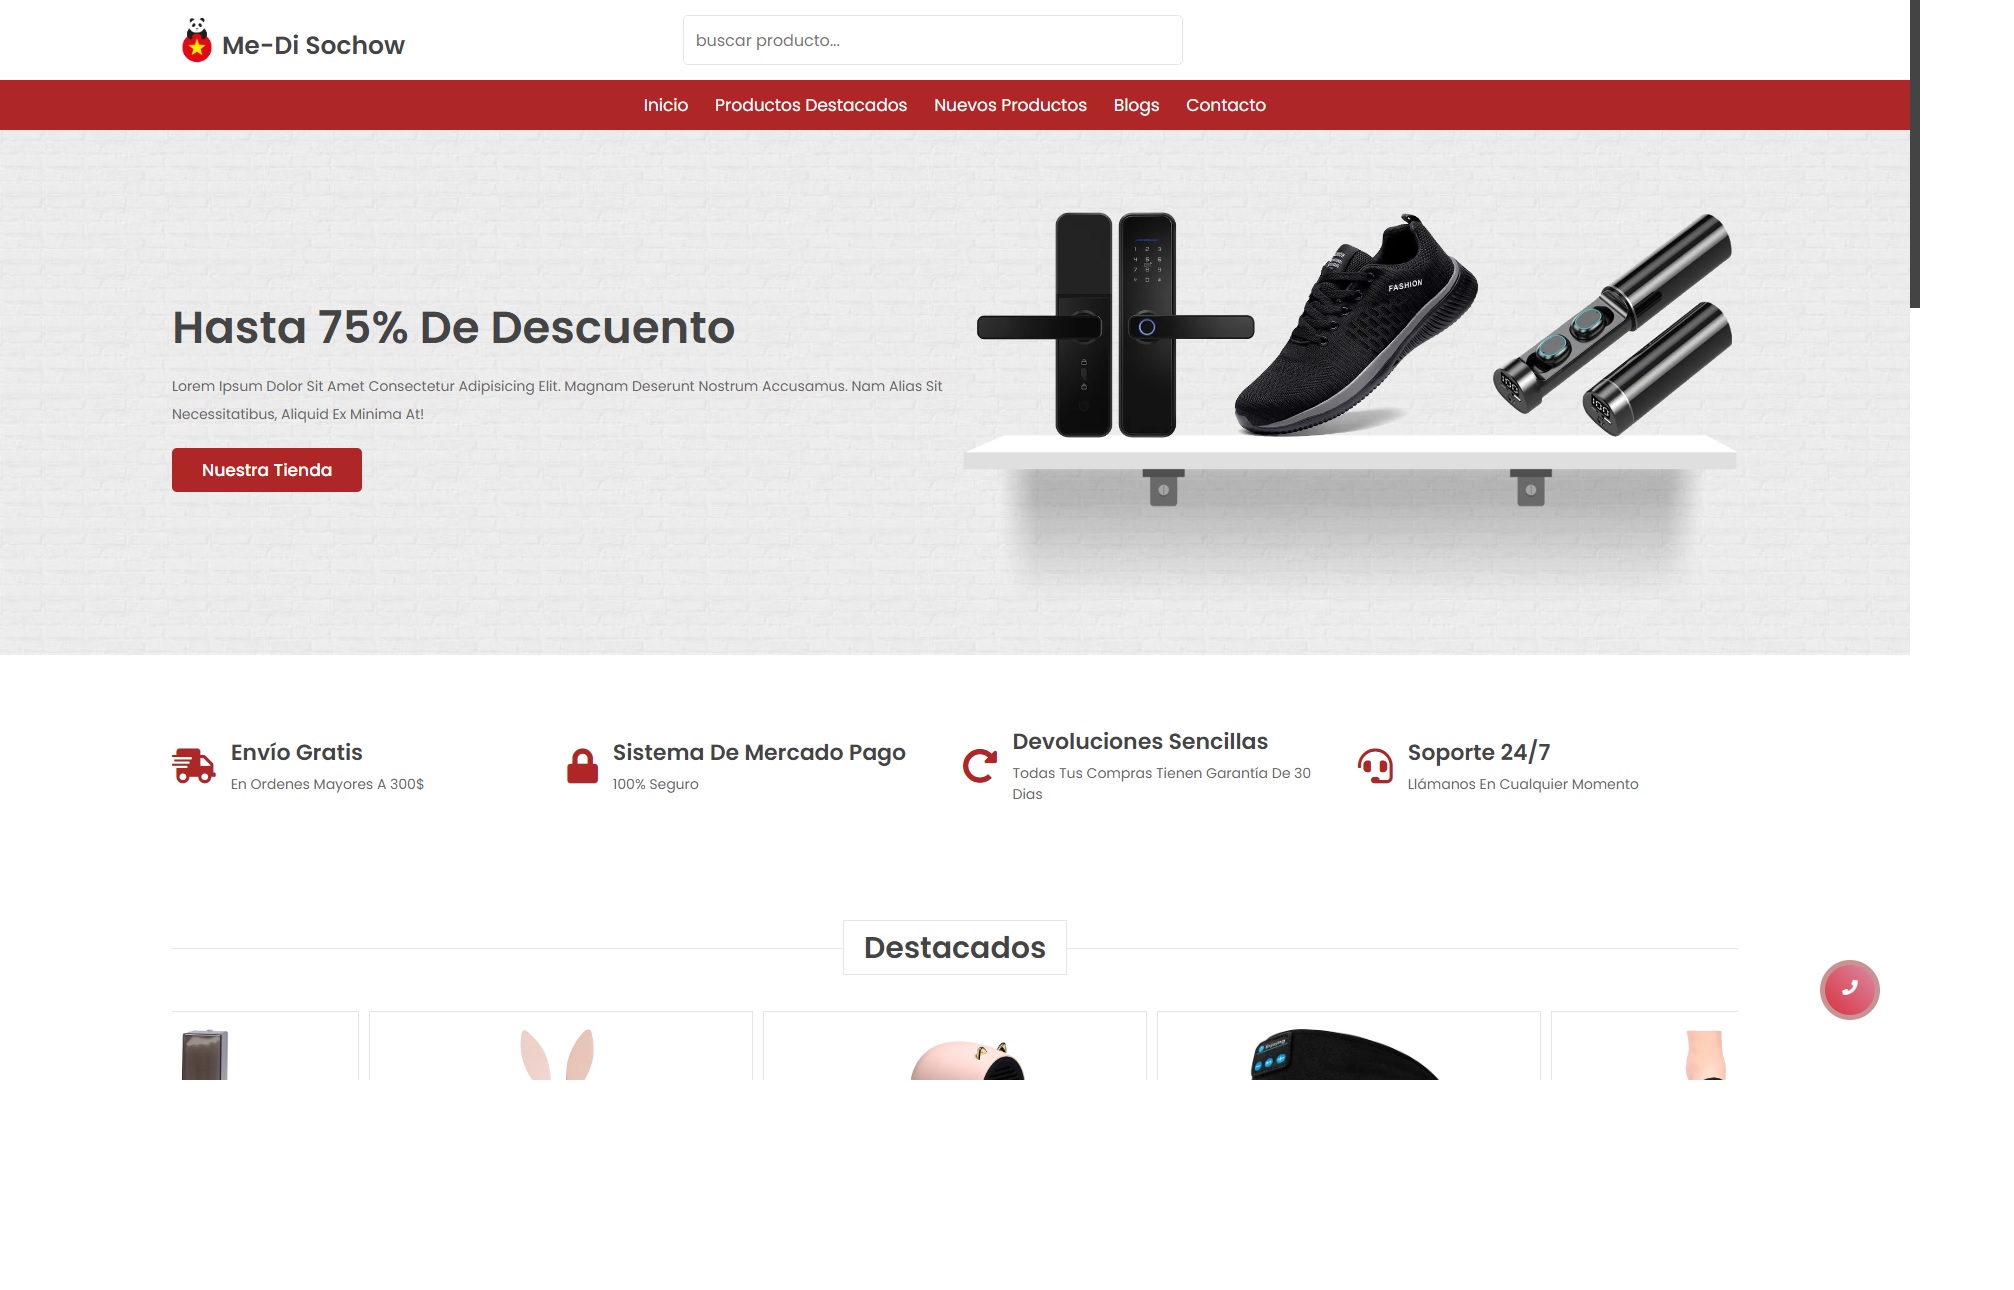 Me-Di Sochow
buscar producto...
Inicio Productos Destacados Nuevos Productos Blogs Contacto
Hasta 75% De Descuento
Lorem Ipsum Dolor Sit Amet Consectetur Adipisicing Elit. Magnam Deserunt Nostrum Accusamus. Nam Alias Sit
Necessitatibus, Aliquid Ex Minima At!
Nuestra Tienda
FASHION
Envío Gratis
En Ordenes Mayores A 300$
Sistema De Mercado Pago
100% Seguro
Devoluciones Sencillas
Todas Tus Compras Tienen Garantía De 30
Dias
Soporte 24/7
Llámanos En Cualquier Momento
Destacados